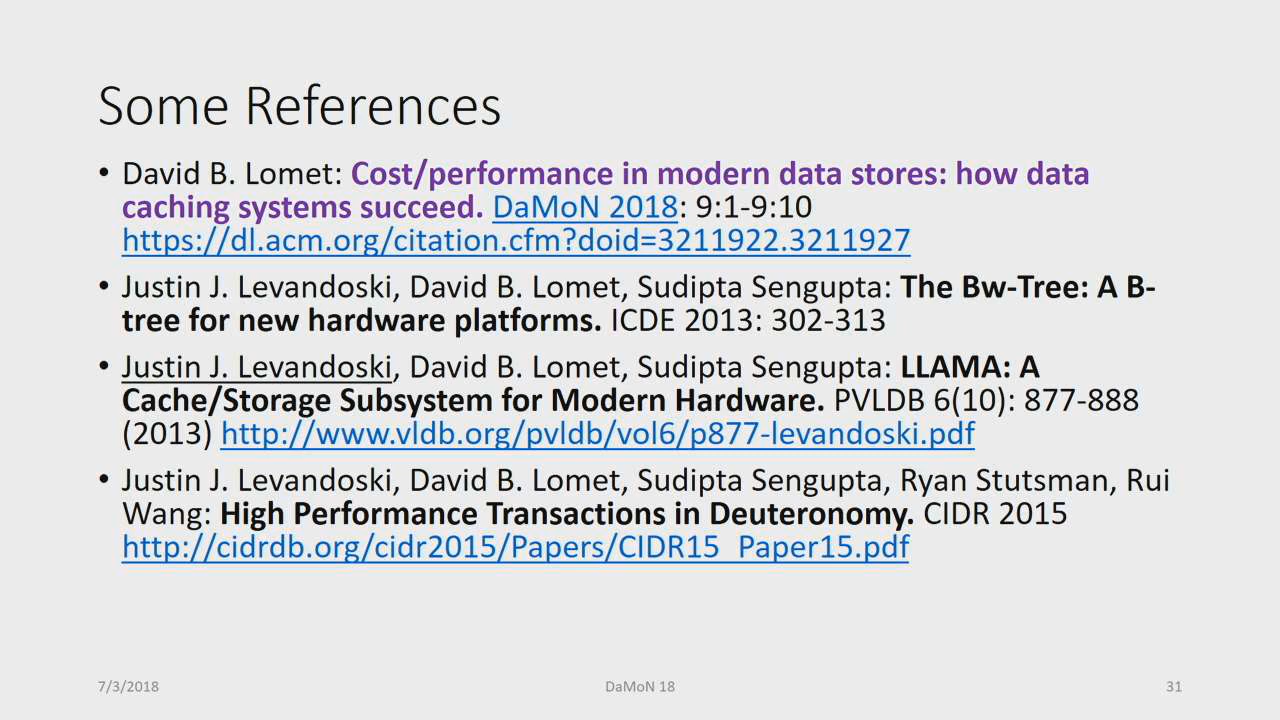 Some References
• David B. Lomet: Cost/performance in modern data stores: how data
caching systems succeed. DaMoN 2018: 9:1-9:10
https://dl.acm.org/citation.cfm?doid=3211922.3211927
• Justin J. Levandoski, David B. Lomet, Sudipta Sengupta: The Bw-Tree: A B-
tree for new hardware platforms. ICDE 2013: 302-313
• Justin J. Levandoski, David B. Lomet, Sudipta Sengupta: LLAMA: A
Cache/Storage Subsystem for Modern Hardware. PVLDB 6(10): 877-888
(2013) http://www.vldb.org/pvldb/vol6/p877-levandoski.pdf
• Justin J. Levandoski, David B. Lomet, Sudipta Sengupta, Ryan Stutsman, Rui
Wang: High Performance Transactions in Deuteronomy. CIDR 2015
http://cidrdb.org/cidr2015/Papers/CIDR15_Paper15.pdf
7/3/2018 DaMoN 18 31